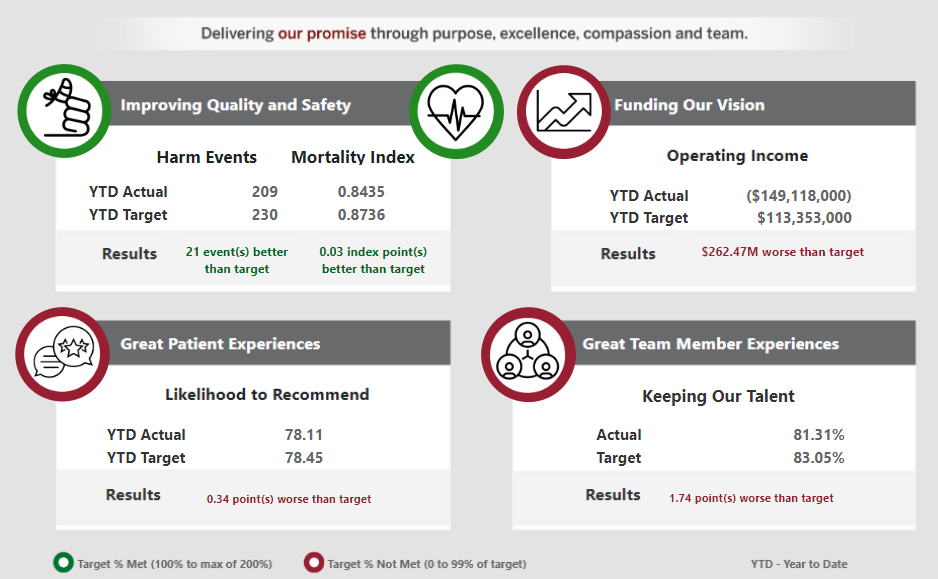 Delivering our promise through purpose, excellence, compassion and team.
Improving Quality and Safety
Harm Events Mortality Index
YTD Actual 209 0.8435
YTD Target 230 0.8736
Results 21 event(s) better than target 0.03 index point(s) better than target
Funding Our Vision
Operating Income
YTD Actual ($149,118,000)
YTD Target $113,353,000
Results $262.47M worse than target
Great Patient Experiences
Likelihood to Recommend
YTD Actual 78.11
YTD Target 78.45
Results 0.34 point(s) worse than target
Great Team Member Experiences
Keeping Our Talent
Actual 81.31%
Target 83.05%
Results 1.74 point(s) worse than target
Target % Met (100% to max of 200%) Target % Not Met (0 to 99% of target) YTD - Year to Date